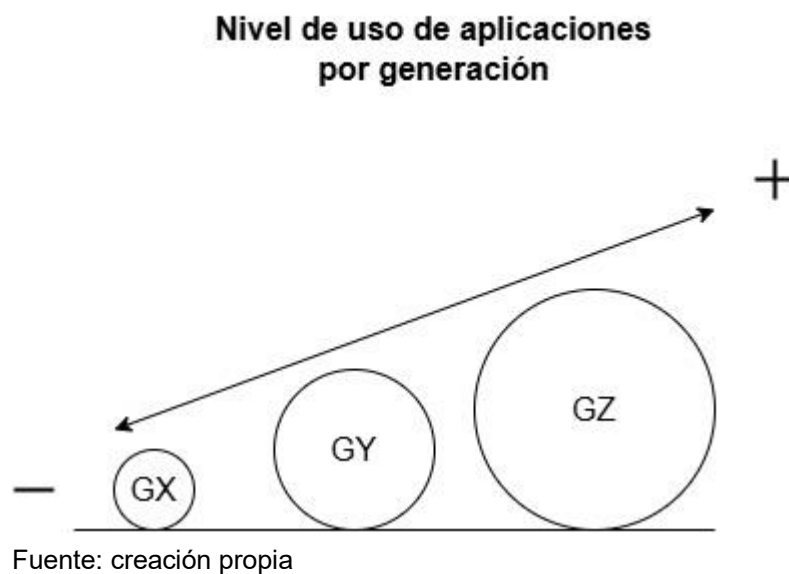 Nivel de uso de aplicaciones
por generación
+
GZ
GY
GX
−
Fuente: creación propia